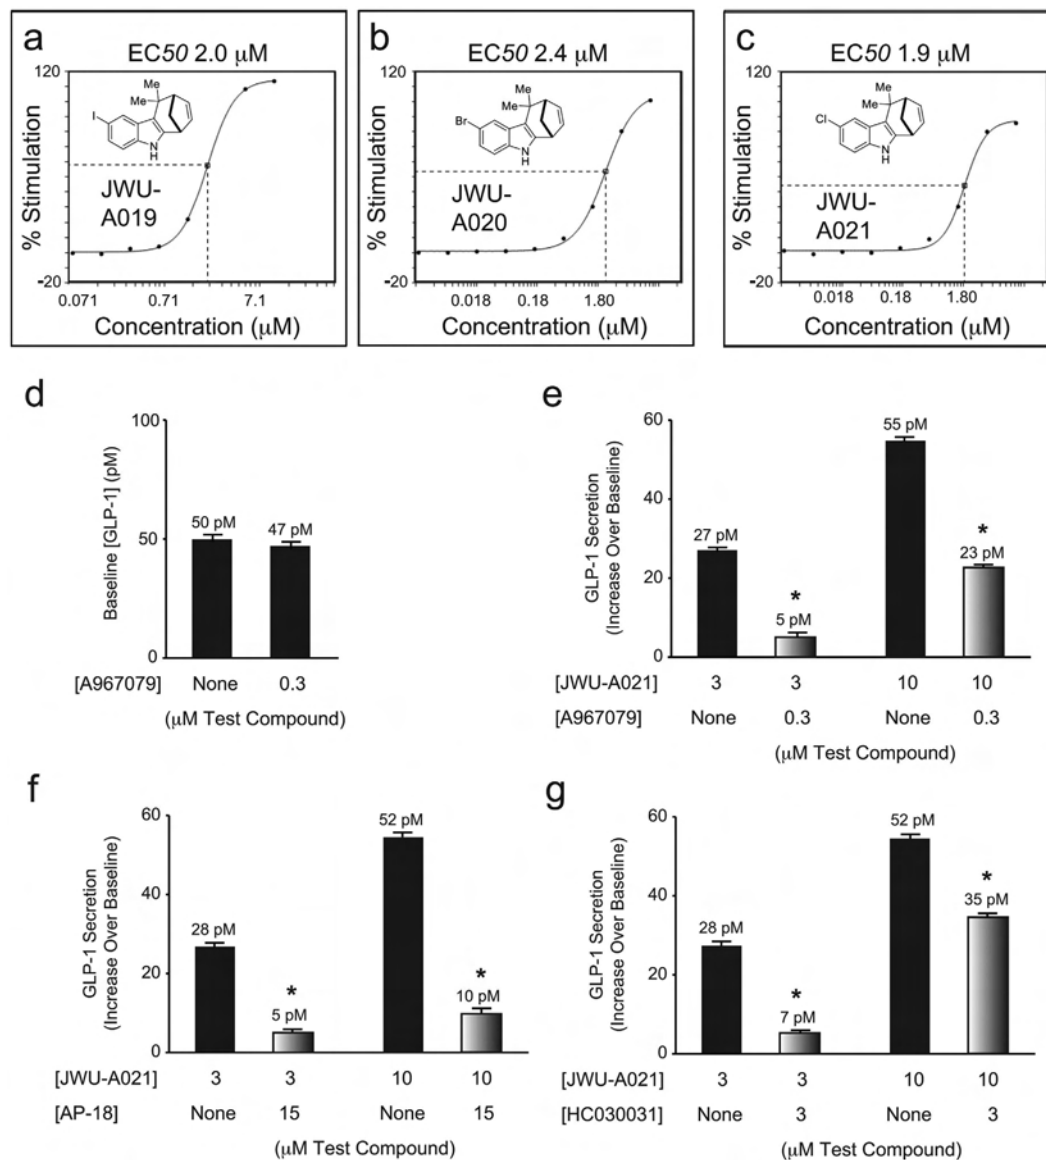 a
EC50 2.0 μM
120
Me
Me
I
N
H
JWU-
A019
% Stimulation
-20
0.071
0.71
7.1
Concentration (μM)
b
EC50 2.4 μM
120
Me
Me
Br
N
H
JWU-
A020
% Stimulation
-20
0.018
0.18
1.80
Concentration (μM)
c
EC50 1.9 μM
120
Me
Me
Cl
N
H
JWU-
A021
% Stimulation
-20
0.018
0.18
1.80
Concentration (μM)
d
Baseline [GLP-1] (pM)
100
50
0
50 pM
47 pM
[A967079] None 0.3
(μM Test Compound)
e
GLP-1 Secretion
(Increase Over Baseline)
60
40
20
0
27 pM
*
5 pM
55 pM
*
23 pM
[JWU-A021] 3 3 10 10
[A967079] None 0.3 None 0.3
(μM Test Compound)
f
GLP-1 Secretion
(Increase Over Baseline)
60
40
20
0
28 pM
*
5 pM
52 pM
*
10 pM
[JWU-A021] 3 3 10 10
[AP-18] None 15 None 15
(μM Test Compound)
g
GLP-1 Secretion
(Increase Over Baseline)
60
40
20
0
28 pM
*
7 pM
52 pM
*
35 pM
[JWU-A021] 3 3 10 10
[HC030031] None 3 None 3
(μM Test Compound)